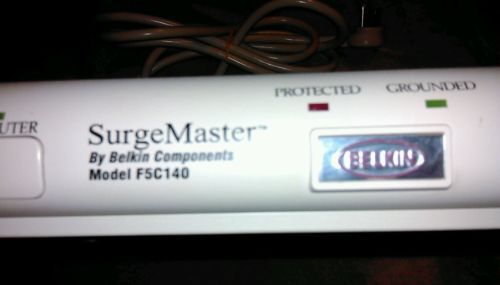 PROTECTED GROUNDED
UTER
SurgeMaster™
By Belkin Components
Model F5C140
BELKIN